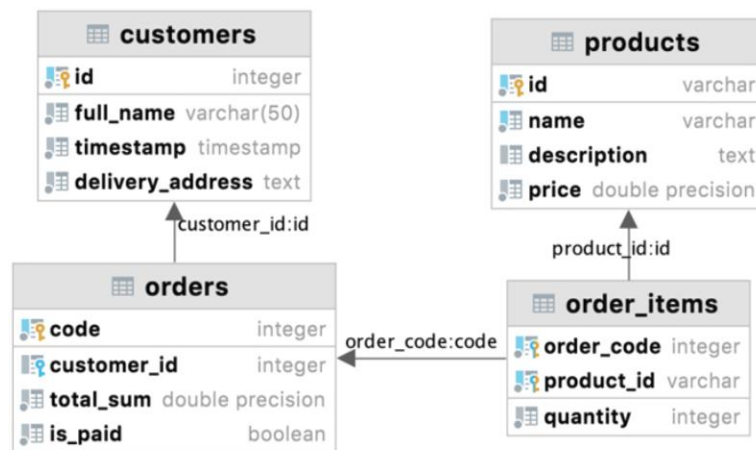 customers
id integer
full_name varchar(50)
timestamp timestamp
delivery_address text
products
id varchar
name varchar
description text
price double precision
customer_id:id
product_id:id
orders
code integer
customer_id integer
total_sum double precision
is_paid boolean
order_code:code
order_items
order_code integer
product_id varchar
quantity integer